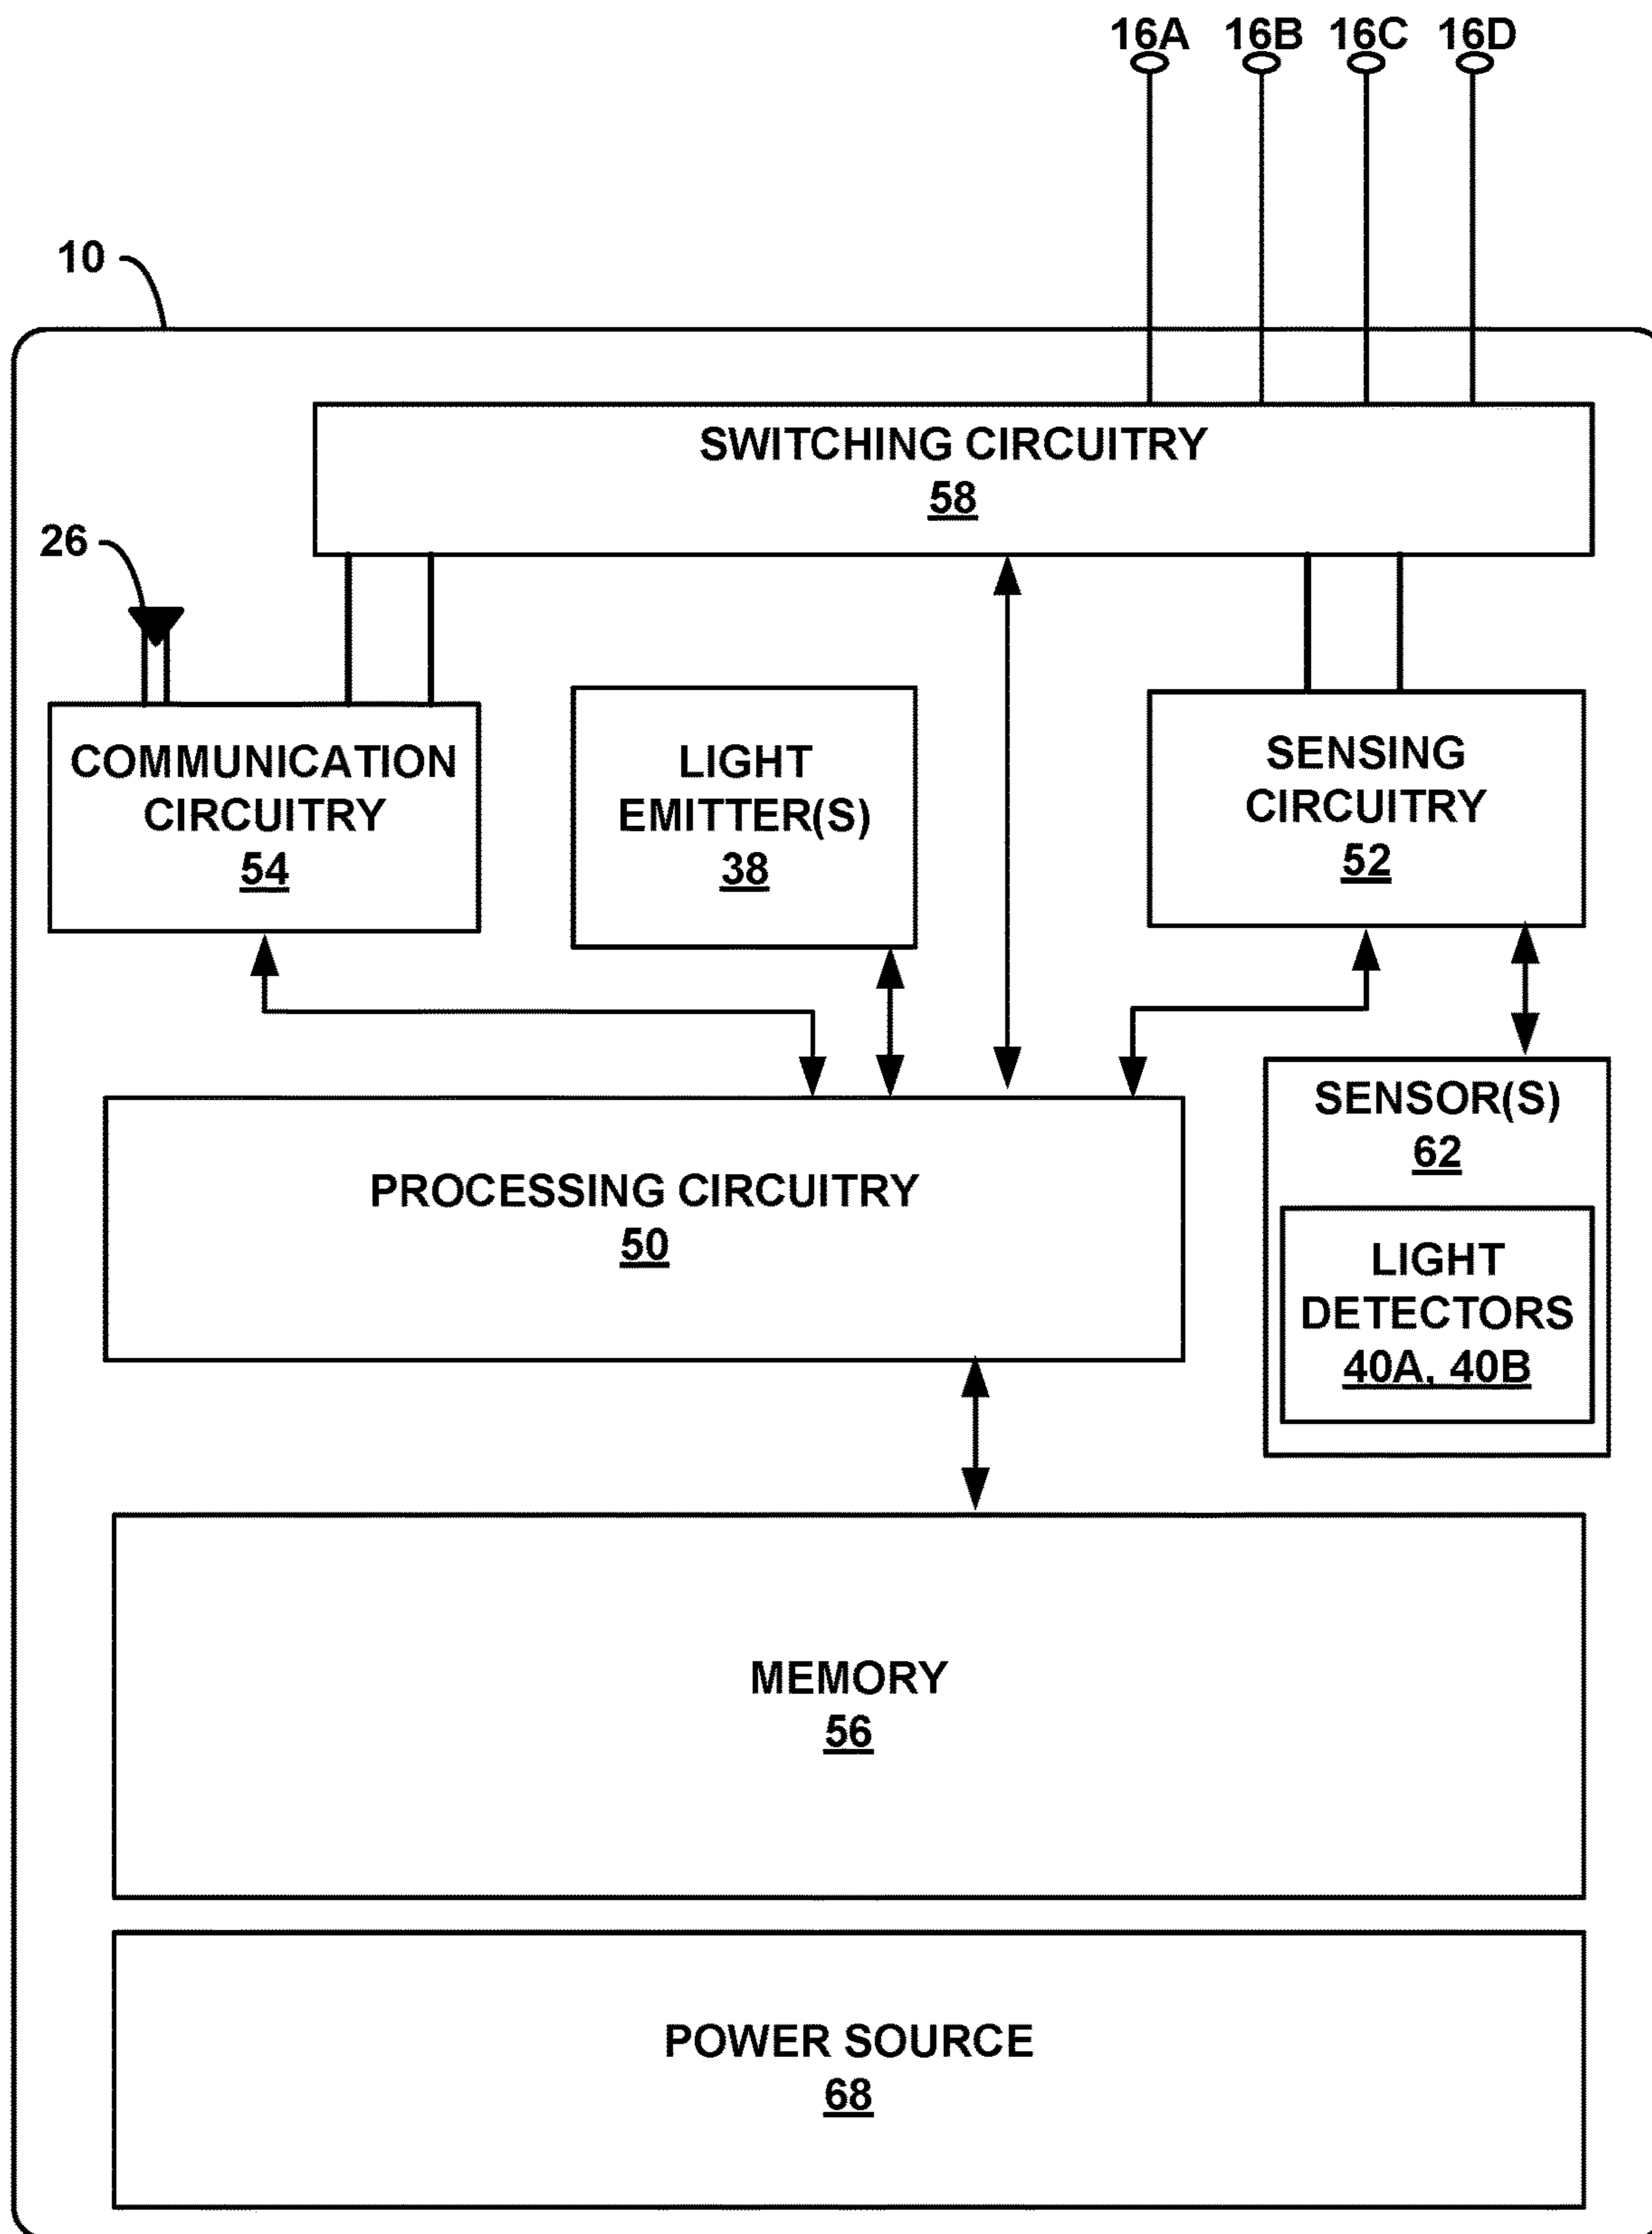 16A 16B 16C 16D
10
SWITCHING CIRCUITRY
58
26
COMMUNICATION
CIRCUITRY
54
LIGHT
EMITTER(S)
38
SENSING
CIRCUITRY
52
PROCESSING CIRCUITRY
50
SENSOR(S)
62
LIGHT
DETECTORS
40A, 40B
MEMORY
56
POWER SOURCE
68